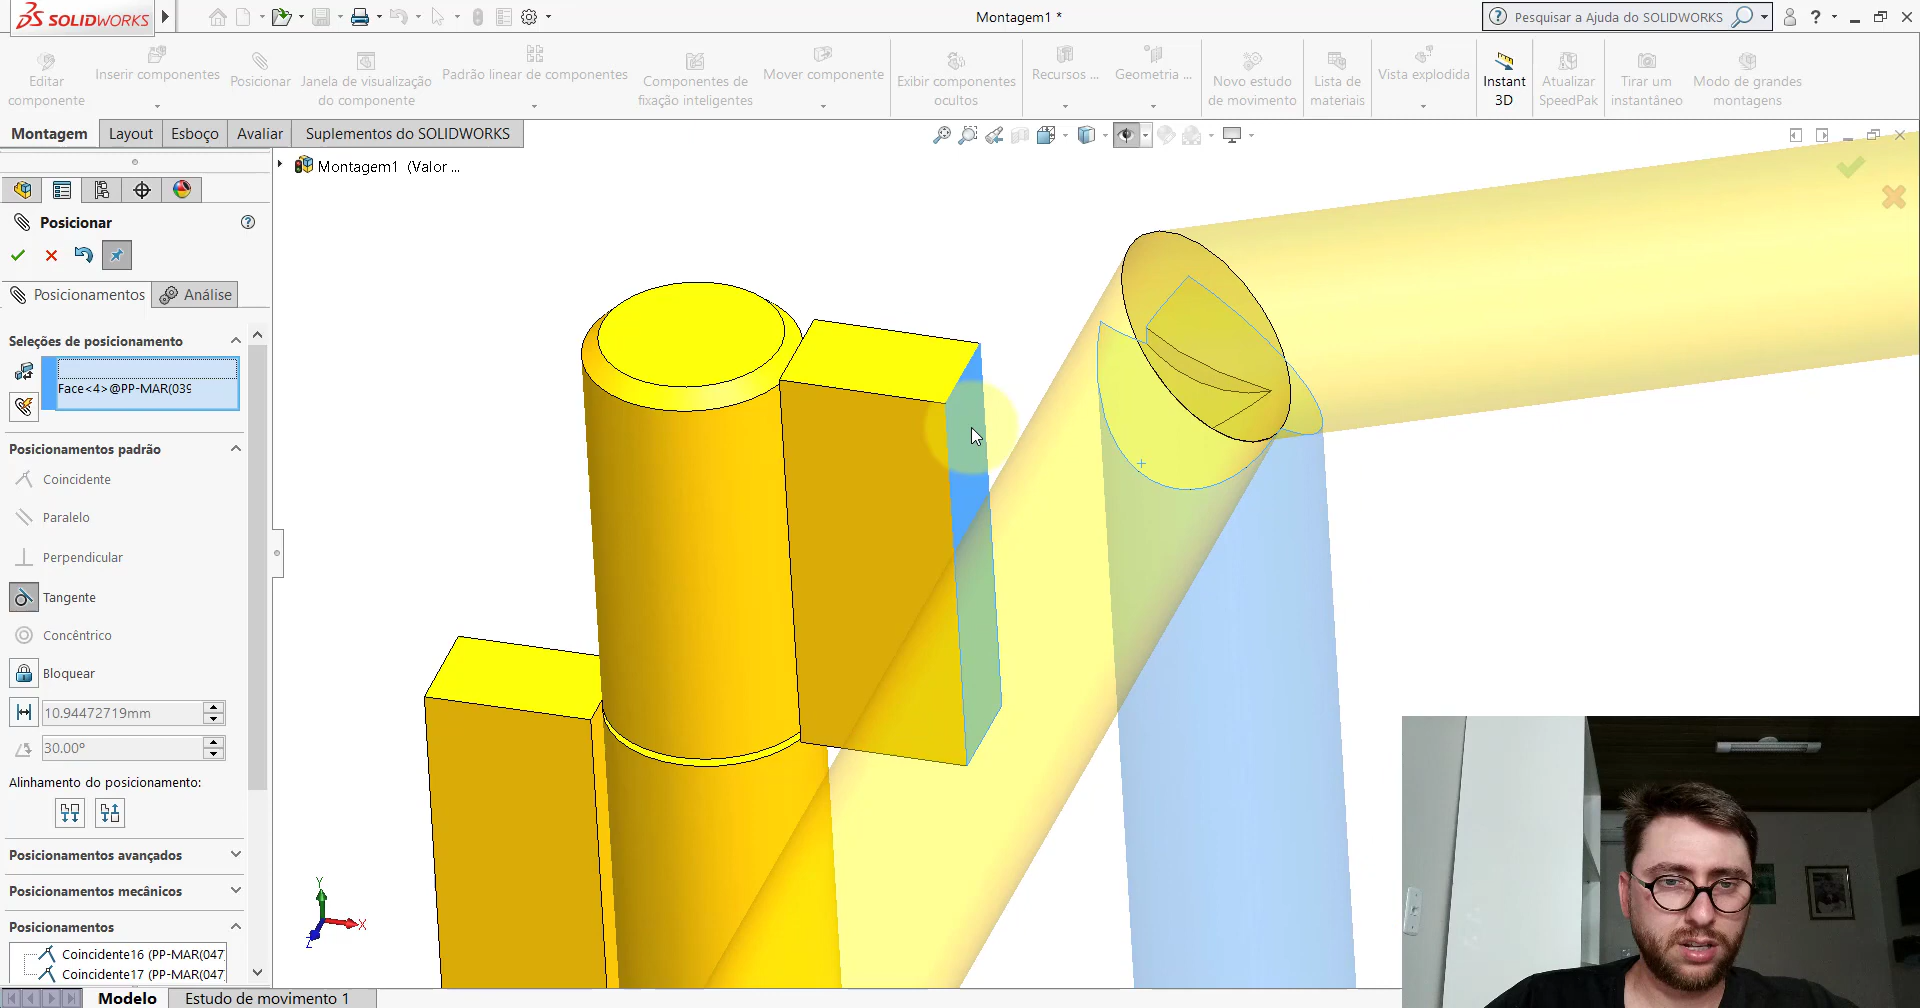 SOLIDWORKS
Montagem1 *
Pesquisar a Ajuda do SOLIDWORKS
Editar componente
Inserir componentes
Posicionar
Janela de visualização do componente
Padrão linear de componentes
Componentes de fixação inteligentes
Mover componente
Exibir componentes ocultos
Recursos ...
Geometria ...
Novo estudo de movimento
Lista de materiais
Vista explodida
Instant 3D
Atualizar SpeedPak
Tirar um instantâneo
Modo de grandes montagens
Montagem
Layout
Esboço
Avaliar
Suplementos do SOLIDWORKS
Montagem1 (Valor ...
Posicionar
Posicionamentos
Análise
Seleções de posicionamento
Face<4>@PP-MAR(039
Posicionamentos padrão
Coincidente
Paralelo
Perpendicular
Tangente
Concêntrico
Bloquear
10.94472719mm
30.00°
Alinhamento do posicionamento:
Posicionamentos avançados
Posicionamentos mecânicos
Posicionamentos
Coincidente16 (PP-MAR(047
Coincidente17 (PP-MAR(047
Y
X
Z
Modelo
Estudo de movimento 1